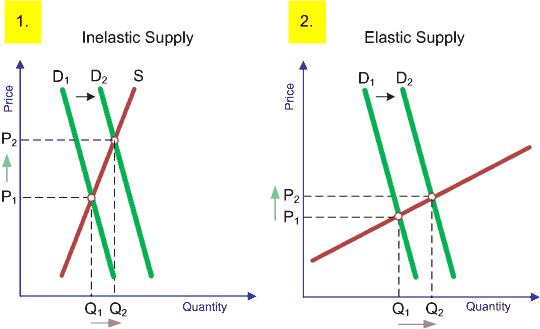 1.
Inelastic Supply
D1
D2
S
Price
P2
P1
Q1
Q2
Quantity
2.
Elastic Supply
D1
D2
Price
P2
P1
Q1
Q2
Quantity